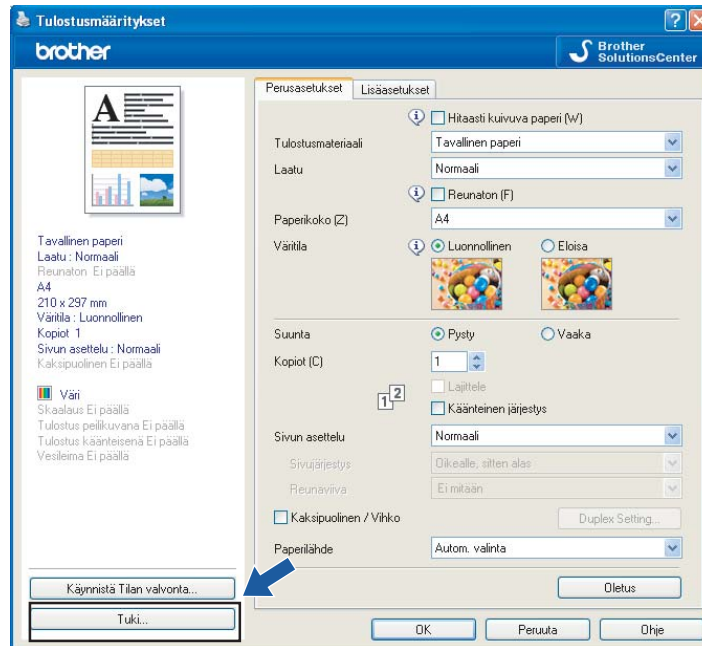 Tulostusmääritykset
brother
Brother
SolutionsCenter
A
Tavallinen paperi
Laatu : Normaali
Reunaton Ei päällä
A4
210 x 297 mm
Väritila : Luonnollinen
Kopiot 1
Sivun asettelu : Normaali
Kaksipuolinen Ei päällä
Väri
Skaalaus Ei päällä
Tulostus peilikuvana Ei päällä
Tulostus käänteisenä Ei päällä
Vesileima Ei päällä
Käynnistä Tilan valvonta...
Tuki...
Perusasetukset Lisäasetukset
Hitaasti kuivuva paperi (W)
Tulostusmateriaali Tavallinen paperi
Laatu Normaali
Reunaton (F)
Paperikoko (Z) A4
Väritila Luonnollinen Eloisa
Suunta Pysty Vaaka
Kopiot (C) 1
Lajittele
12
Käänteinen järjestys
Sivun asettelu Normaali
Sivujärjestys Oikealle, sitten alas
Reunaviiva Ei mitään
Kaksipuolinen / Vihko Duplex Setting...
Paperilähde Autom. valinta
Oletus
OK Peruuta Ohje